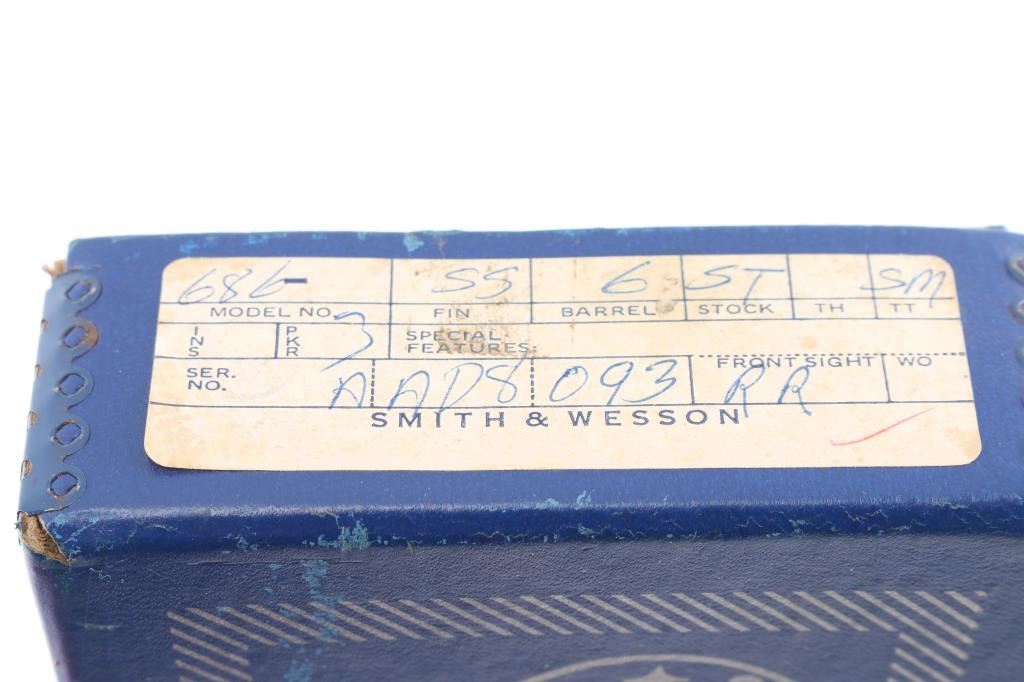 686- SS 6 ST SM
MODEL NO. FIN BARREL STOCK TH TT
INS PKR 3 SPECIAL FEATURES:
SER. NO. AAD8093 FRONT SIGHT RR WO
SMITH & WESSON